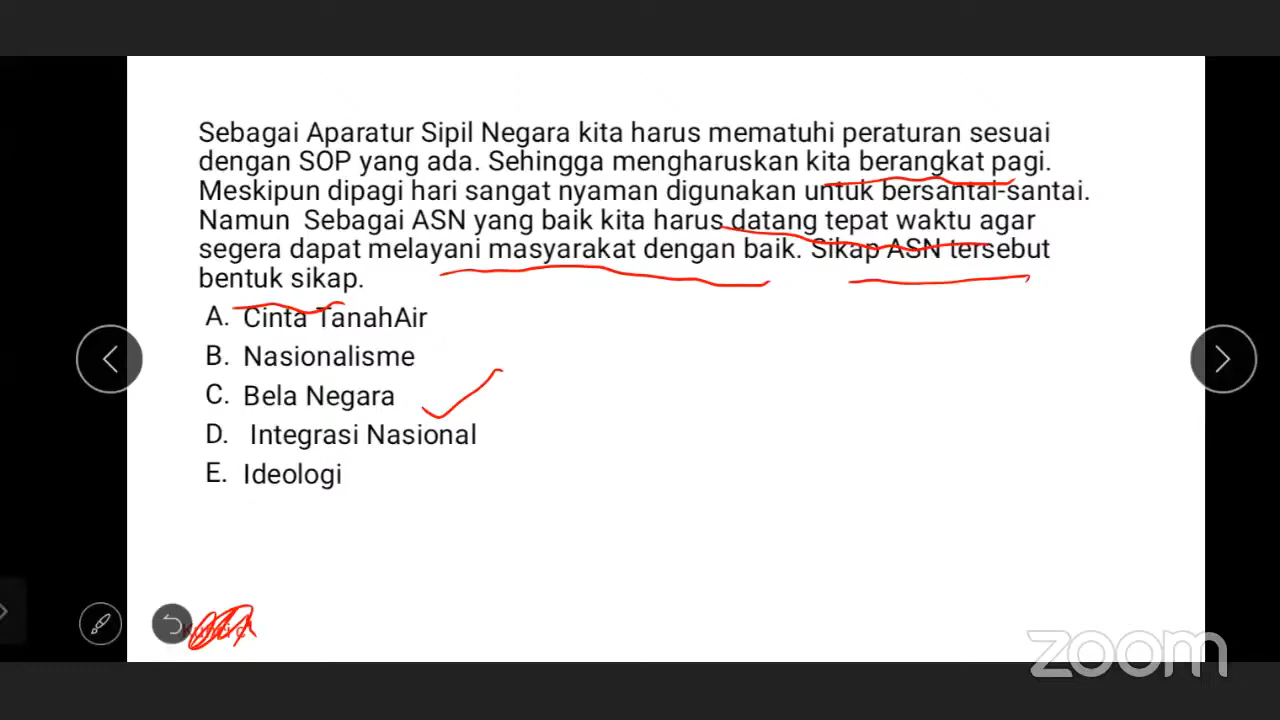 Sebagai Aparatur Sipil Negara kita harus mematuhi peraturan sesuai
dengan SOP yang ada. Sehingga mengharuskan kita berangkat pagi.
Meskipun dipagi hari sangat nyaman digunakan untuk bersantai-santai.
Namun Sebagai ASN yang baik kita harus datang tepat waktu agar
segera dapat melayani masyarakat dengan baik. Sikap ASN tersebut
bentuk sikap.
A. Cinta TanahAir
B. Nasionalisme
C. Bela Negara
D. Integrasi Nasional
E. Ideologi
zoom